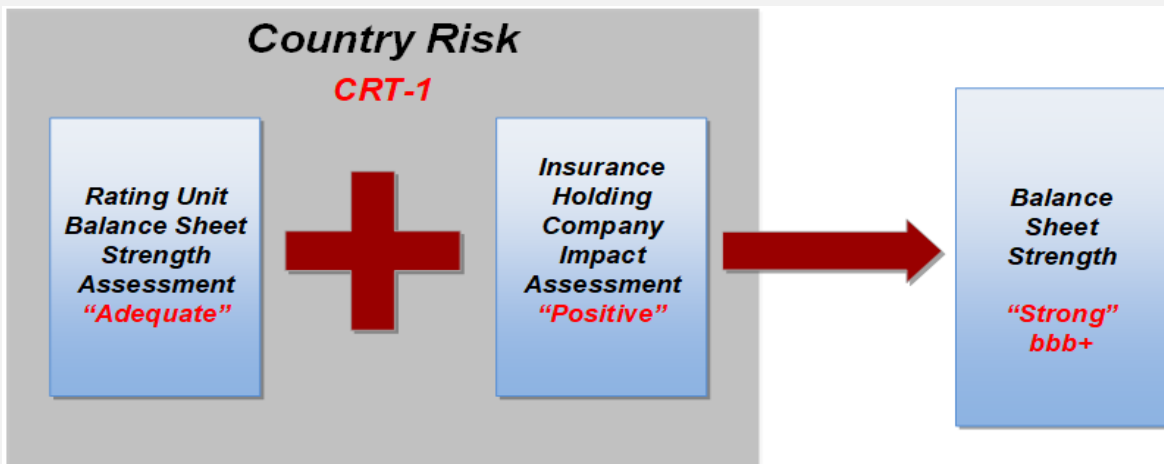 Country Risk
CRT-1
Rating Unit
Balance Sheet
Strength
Assessment
“Adequate”
Insurance
Holding
Company
Impact
Assessment
“Positive”
Balance
Sheet
Strength
“Strong”
bbb+